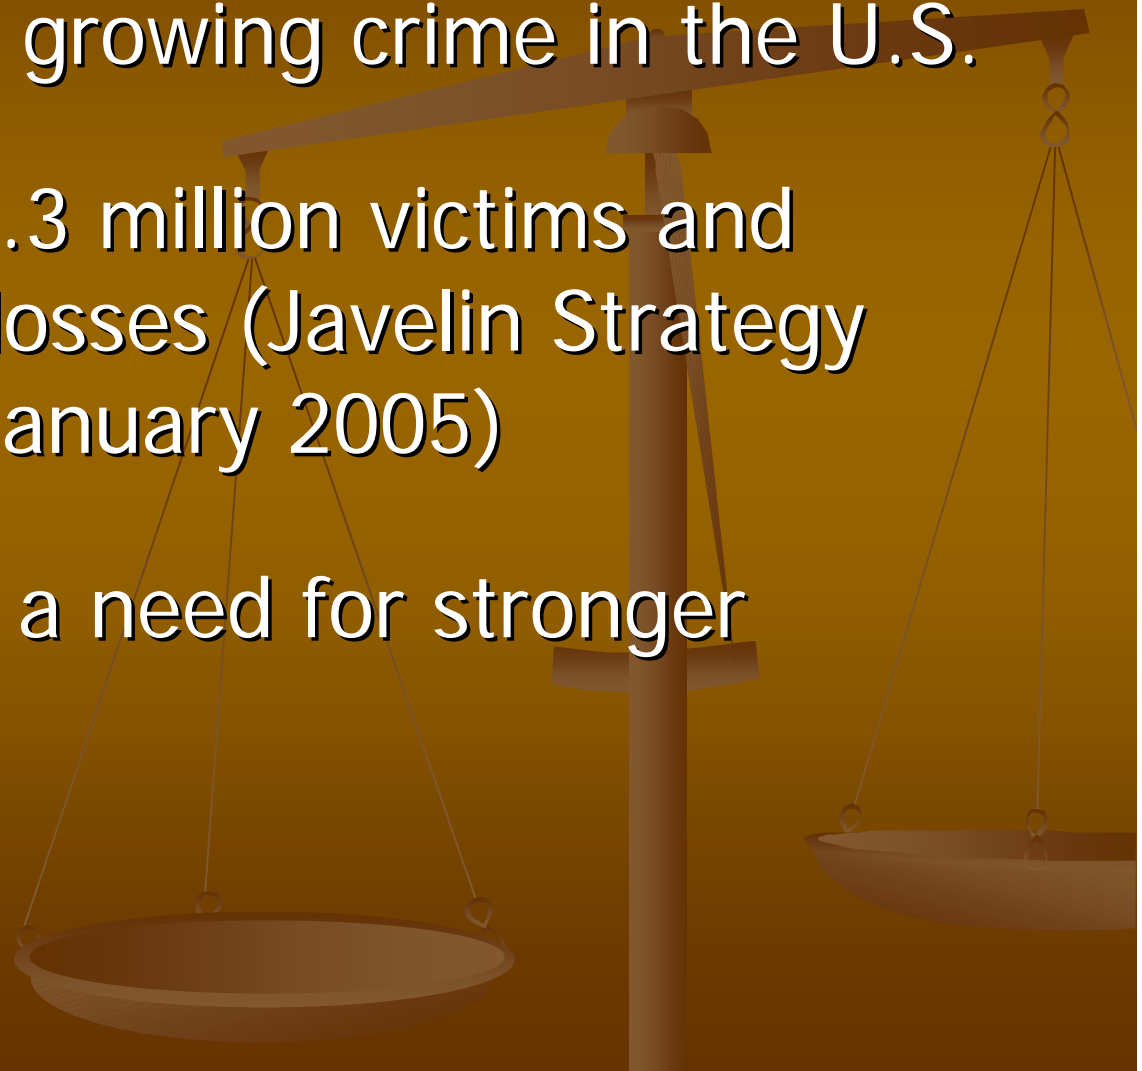 growing crime in the U.S.
.3 million victims and
losses (Javelin Strategy
anuary 2005)
a need for stronger